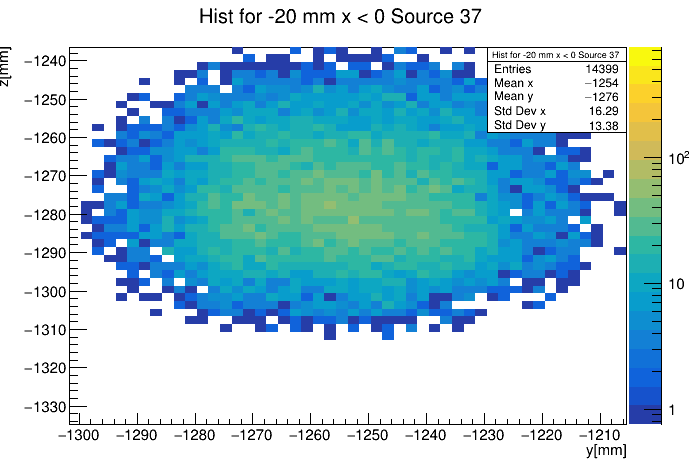 Hist for -20 mm x < 0 Source 37
z[mm]
−1240
−1250
−1260
−1270
−1280
−1290
−1300
−1310
−1320
−1330
Hist for -20 mm x < 0 Source 37
Entries 14399
Mean x −1254
Mean y −1276
Std Dev x 16.29
Std Dev y 13.38
10²
10
1
−1300 −1290 −1280 −1270 −1260 −1250 −1240 −1230 −1220 −1210
y[mm]